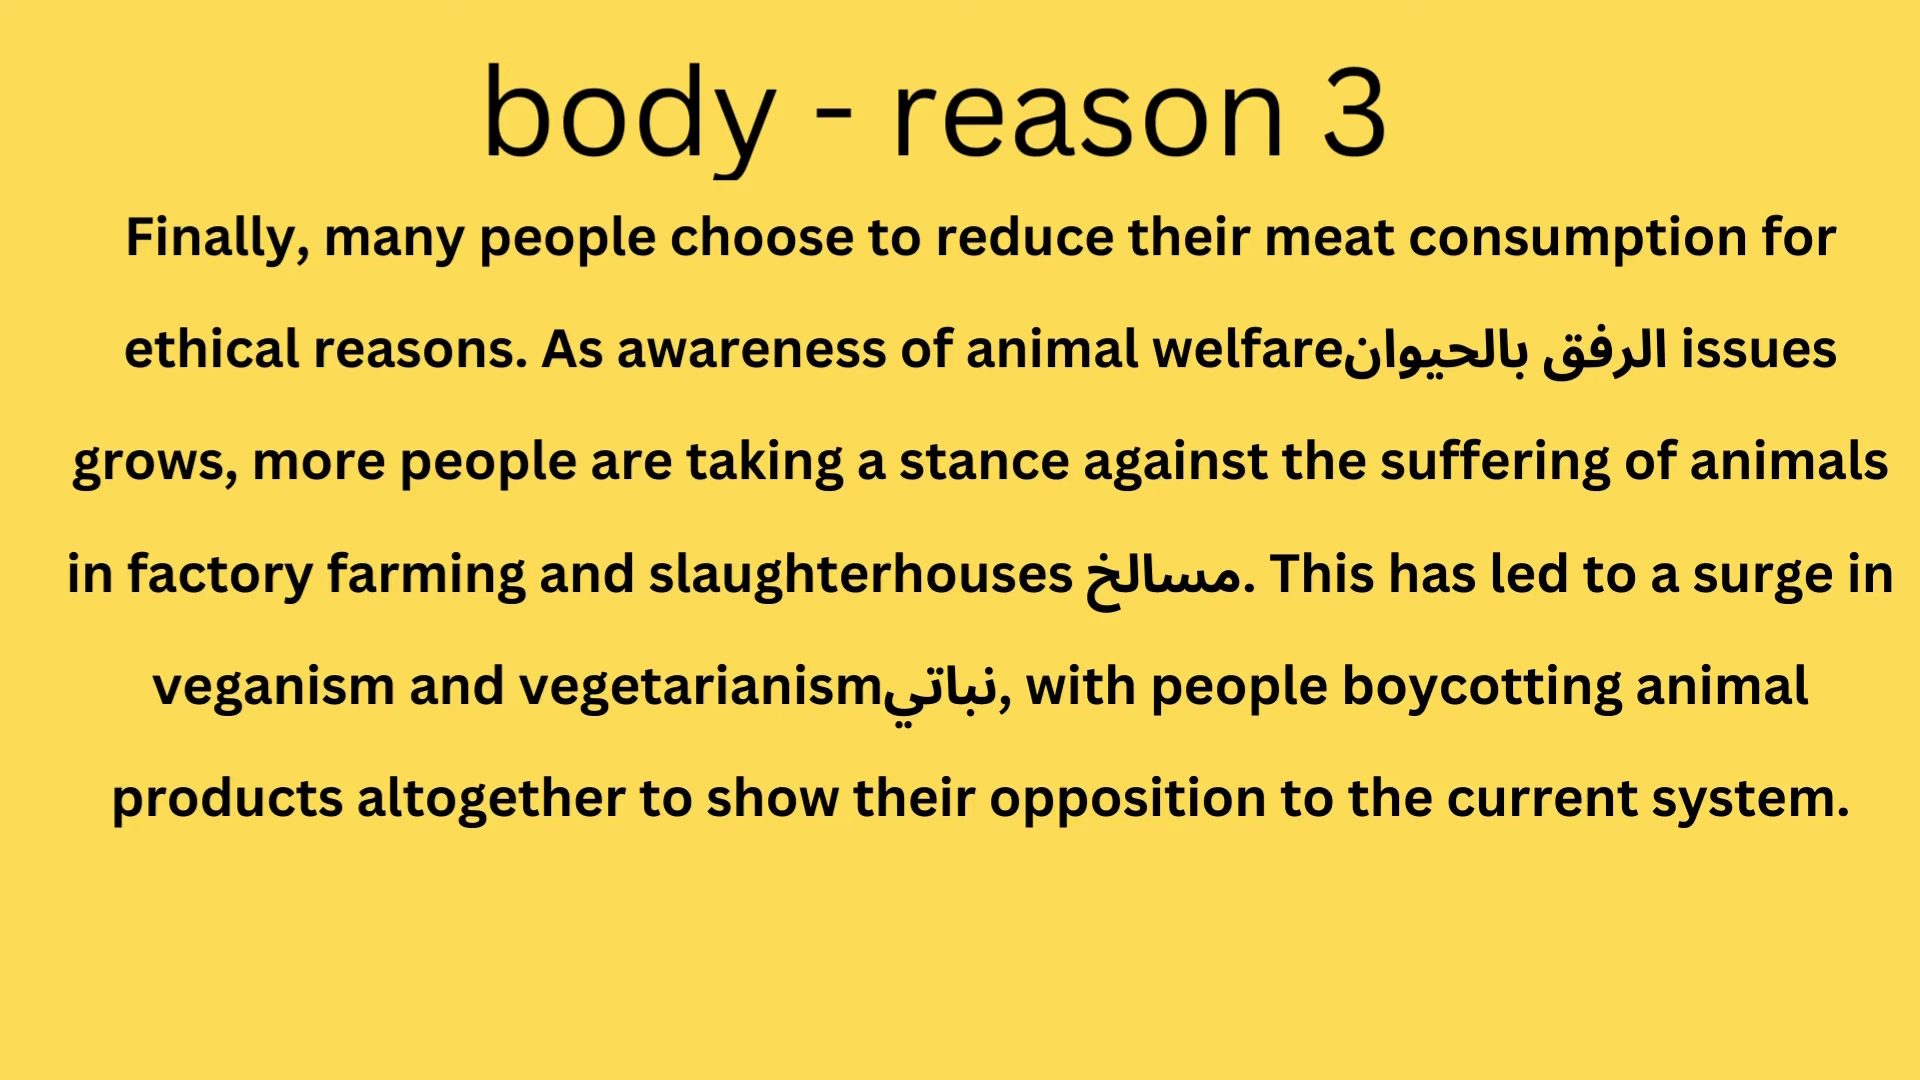 body - reason 3
Finally, many people choose to reduce their meat consumption for
ethical reasons. As awareness of animal welfareالرفق بالحيوان issues
grows, more people are taking a stance against the suffering of animals
in factory farming and slaughterhouses مسالخ. This has led to a surge in
veganism and vegetarianismنباتي, with people boycotting animal
products altogether to show their opposition to the current system.